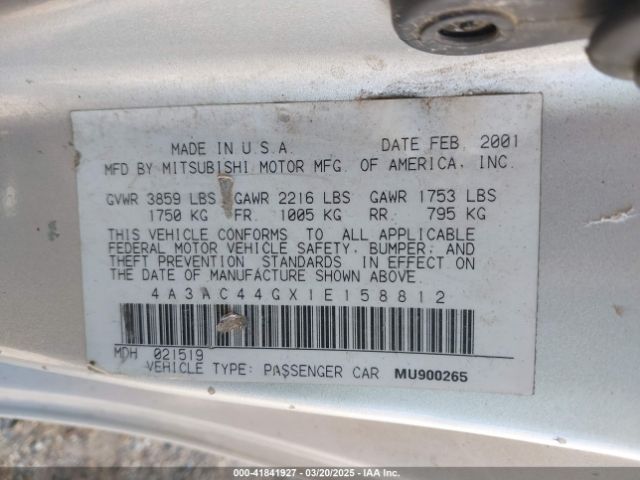 MADE IN U.S.A. DATE FEB, 2001
MFD BY MITSUBISHI MOTOR MFG. OF AMERICA, INC.
GVWR 3859 LBS GAWR 2216 LBS GAWR 1753 LBS
1750 KG FR. 1005 KG RR. 795 KG
THIS VEHICLE CONFORMS TO ALL APPLICABLE
FEDERAL MOTOR VEHICLE SAFETY, BUMPER, AND
THEFT PREVENTION STANDARDS IN EFFECT ON
THE DATE OF MANUFACTURE SHOWN ABOVE.
4A3AC44GX1E158812
MDH 021519
VEHICLE TYPE: PASSENGER CAR MU900265
000-41841927 | 03/20/2025 | IAA Inc.